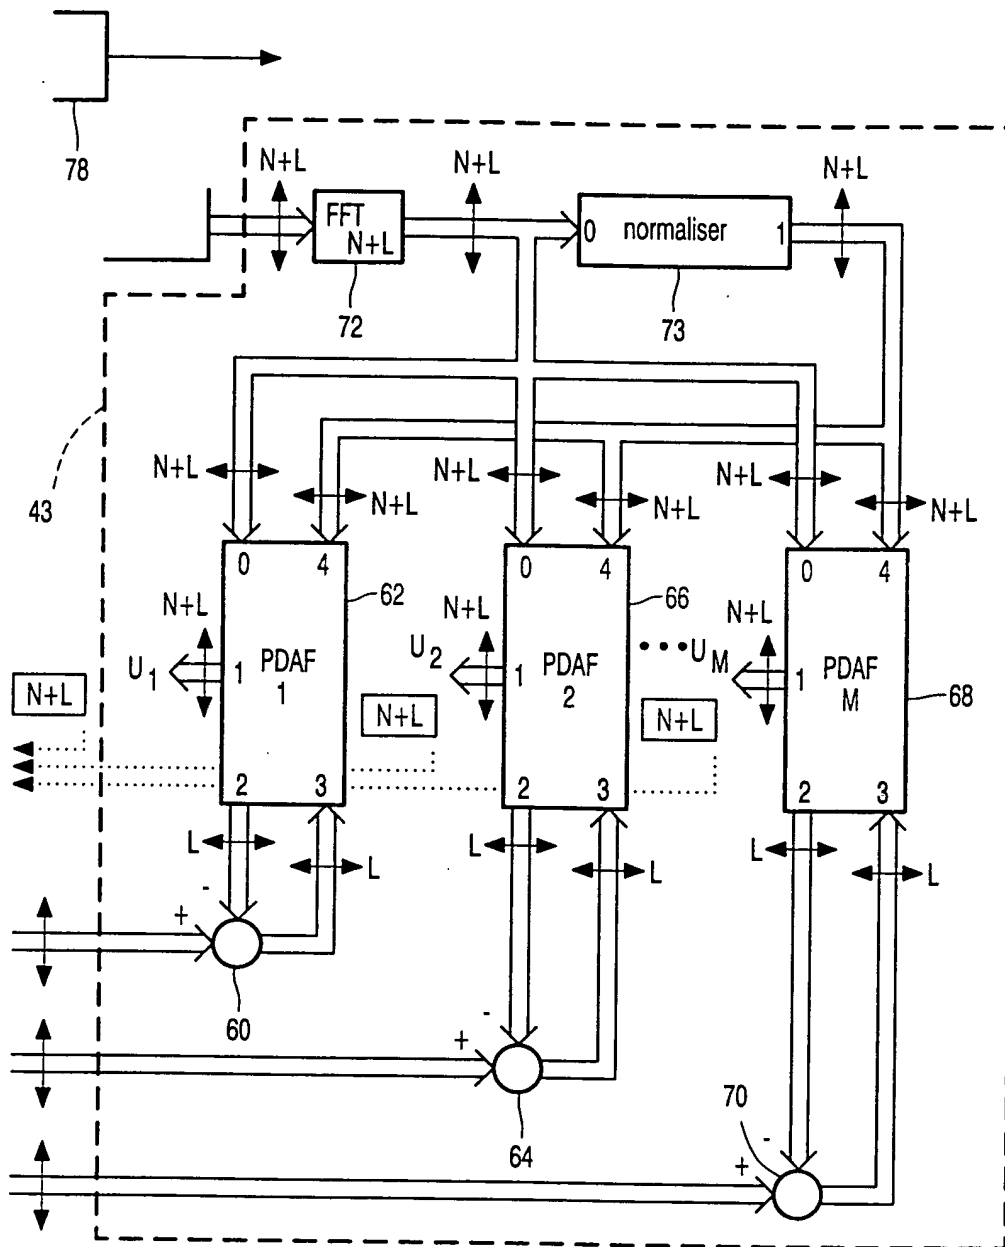 78
N+L
N+L
N+L
FFT
N+L
0 normaliser 1
72
73
43
N+L
N+L
N+L
N+L
N+L
N+L
0 4
62
0 4
66
0 4
N+L
N+L
N+L
U1
1
PDAF
1
U2
1
PDAF
2
UM
1
PDAF
M
68
N+L
N+L
N+L
2 3
2 3
2 3
L
L
L
L
L
L
-
+
60
-
+
64
70
-
+